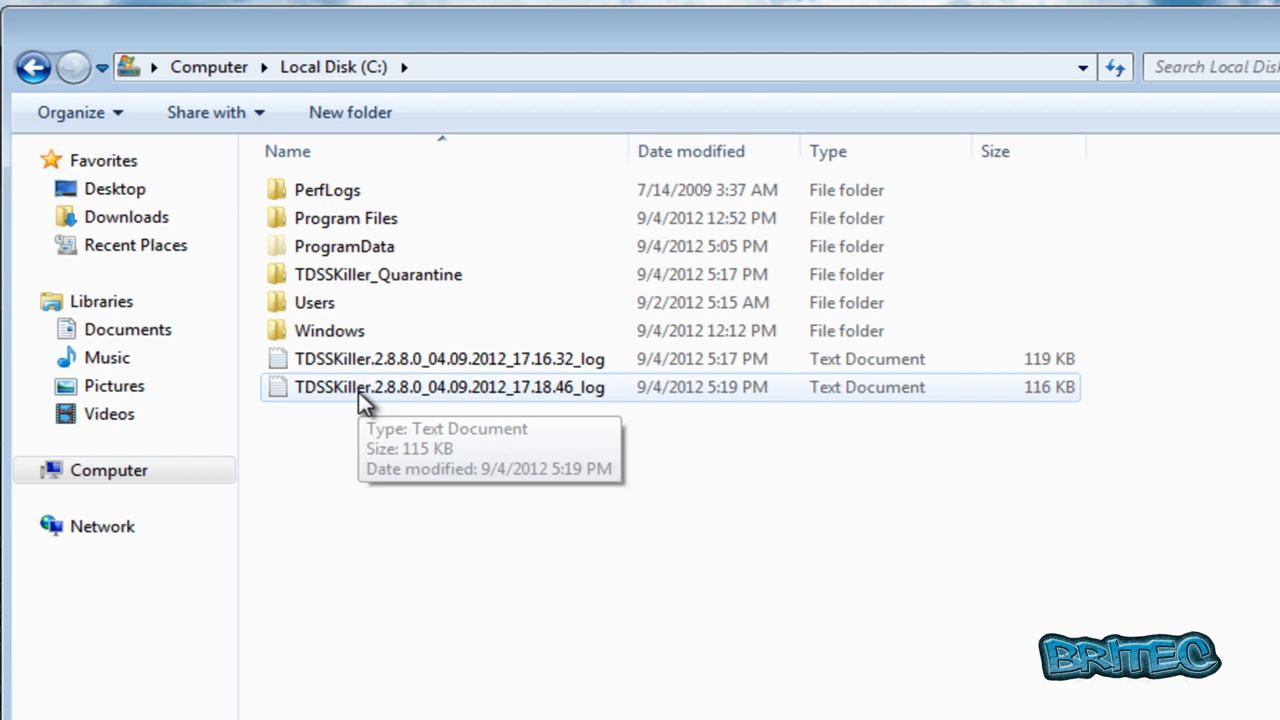 Computer Local Disk (C:)
Search Local Dis
Organize Share with New folder
Name Date modified Type Size
Favorites
Desktop
Downloads
Recent Places
Libraries
Documents
Music
Pictures
Videos
Computer
Network
PerfLogs 7/14/2009 3:37 AM File folder
Program Files 9/4/2012 12:52 PM File folder
ProgramData 9/4/2012 5:05 PM File folder
TDSSKiller_Quarantine 9/4/2012 5:17 PM File folder
Users 9/2/2012 5:15 AM File folder
Windows 9/4/2012 12:12 PM File folder
TDSSKiller.2.8.8.0_04.09.2012_17.16.32_log 9/4/2012 5:17 PM Text Document 119 KB
TDSSKiller.2.8.8.0_04.09.2012_17.18.46_log 9/4/2012 5:19 PM Text Document 116 KB
Type: Text Document
Size: 115 KB
Date modified: 9/4/2012 5:19 PM
BRITEC